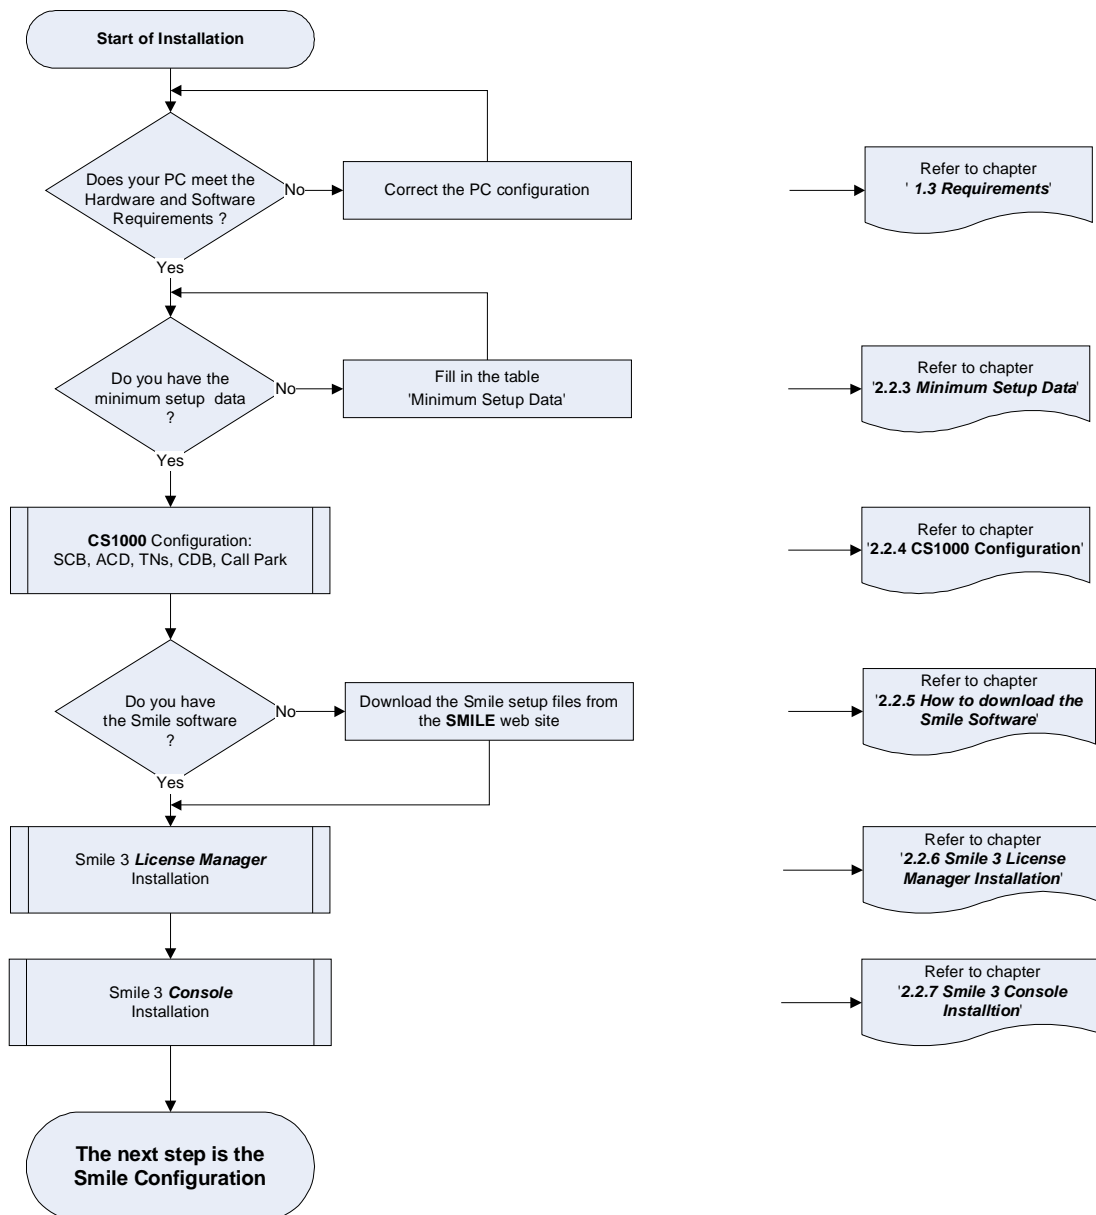 Start of Installation
Does your PC meet the
Hardware and Software
Requirements ?
No
Correct the PC configuration
Refer to chapter
' 1.3 Requirements'
Yes
Do you have the
minimum setup data
?
No
Fill in the table
'Minimum Setup Data'
Refer to chapter
'2.2.3 Minimum Setup Data'
Yes
CS1000 Configuration:
SCB, ACD, TNs, CDB, Call Park
Refer to chapter
'2.2.4 CS1000 Configuration'
Do you have
the Smile software
?
No
Download the Smile setup files from
the SMILE web site
Refer to chapter
'2.2.5 How to download the
Smile Software'
Yes
Smile 3 License Manager
Installation
Refer to chapter
'2.2.6 Smile 3 License
Manager Installation'
Smile 3 Console
Installation
Refer to chapter
'2.2.7 Smile 3 Console
Installtion'
The next step is the
Smile Configuration